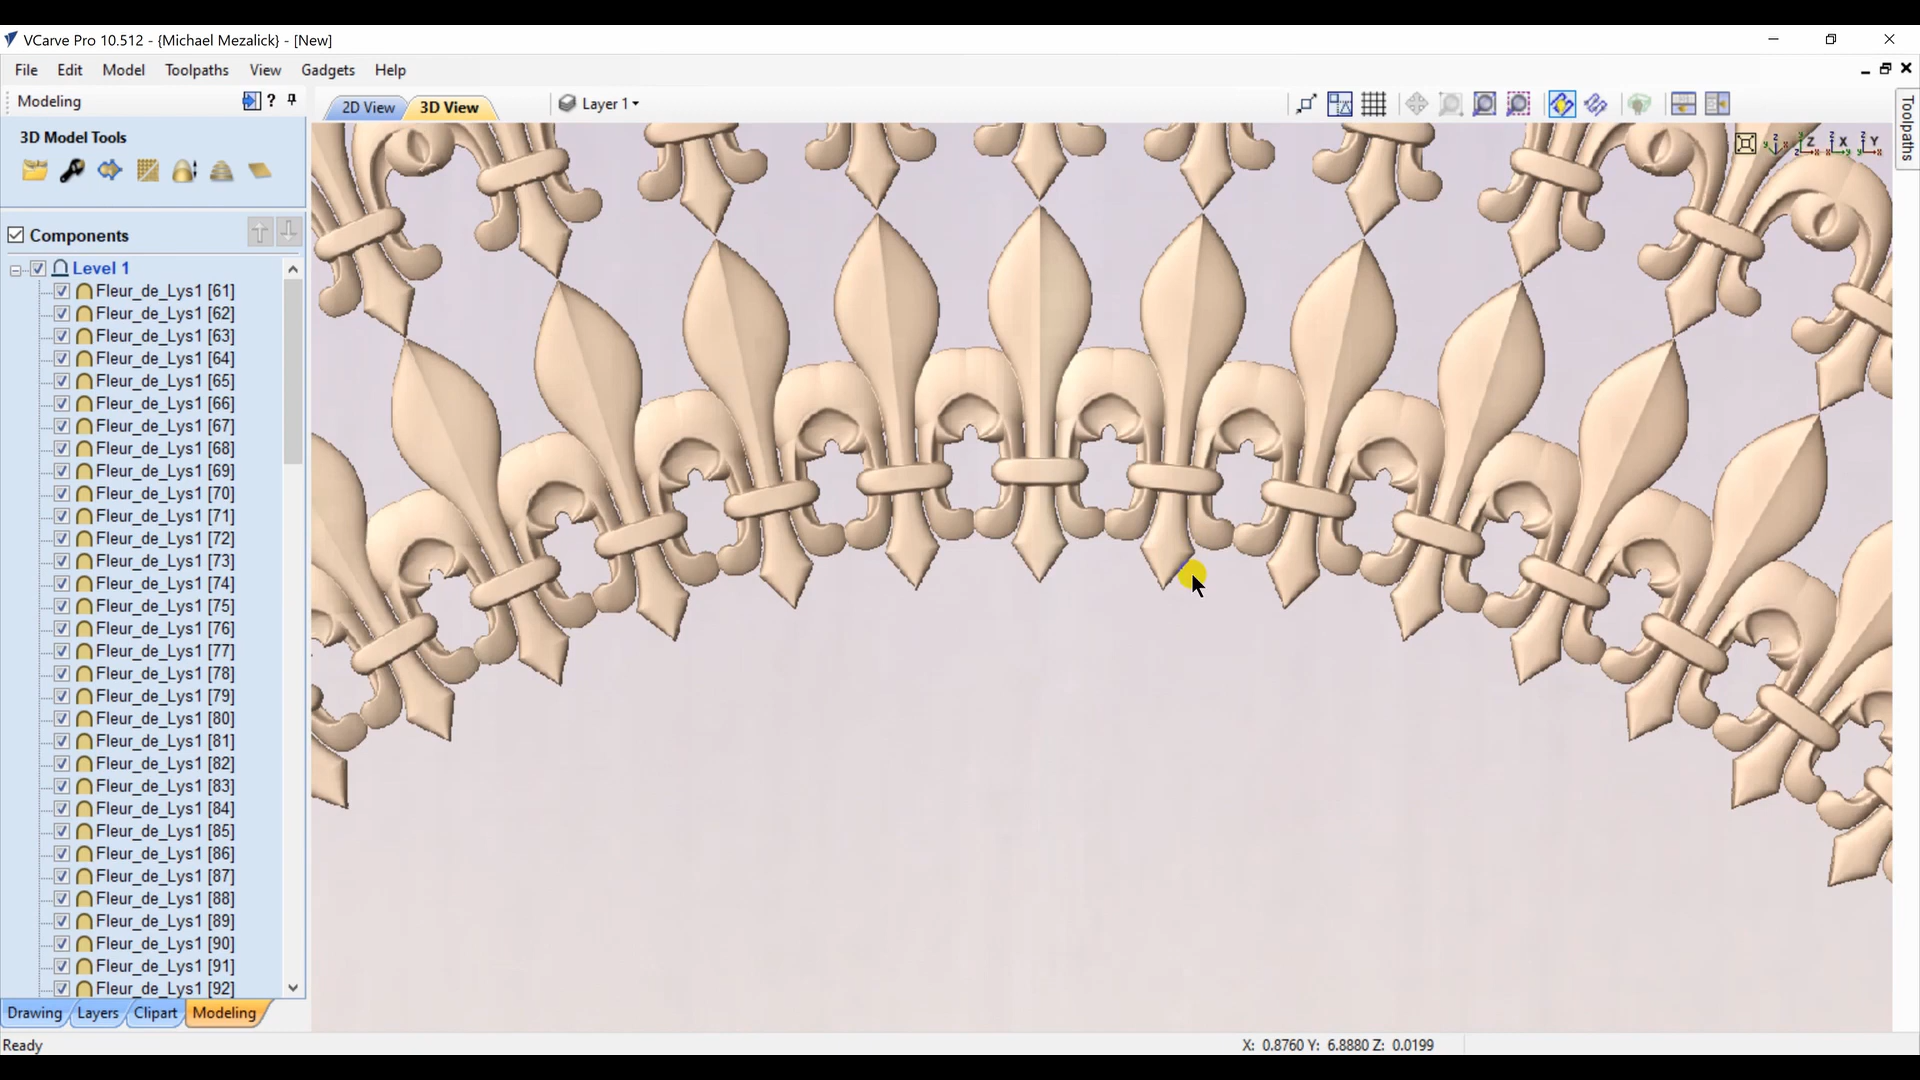 VCarve Pro 10.512 - {Michael Mezalick} - [New]
File Edit Model Toolpaths View Gadgets Help
Modeling ?
2D View 3D View Layer 1
Toolpaths
3D Model Tools
Z X Y
Components
Level 1
Fleur_de_Lys1 [61]
Fleur_de_Lys1 [62]
Fleur_de_Lys1 [63]
Fleur_de_Lys1 [64]
Fleur_de_Lys1 [65]
Fleur_de_Lys1 [66]
Fleur_de_Lys1 [67]
Fleur_de_Lys1 [68]
Fleur_de_Lys1 [69]
Fleur_de_Lys1 [70]
Fleur_de_Lys1 [71]
Fleur_de_Lys1 [72]
Fleur_de_Lys1 [73]
Fleur_de_Lys1 [74]
Fleur_de_Lys1 [75]
Fleur_de_Lys1 [76]
Fleur_de_Lys1 [77]
Fleur_de_Lys1 [78]
Fleur_de_Lys1 [79]
Fleur_de_Lys1 [80]
Fleur_de_Lys1 [81]
Fleur_de_Lys1 [82]
Fleur_de_Lys1 [83]
Fleur_de_Lys1 [84]
Fleur_de_Lys1 [85]
Fleur_de_Lys1 [86]
Fleur_de_Lys1 [87]
Fleur_de_Lys1 [88]
Fleur_de_Lys1 [89]
Fleur_de_Lys1 [90]
Fleur_de_Lys1 [91]
Fleur_de_Lys1 [92]
Drawing Layers Clipart Modeling
Ready X: 0.8760 Y: 6.8880 Z: 0.0199